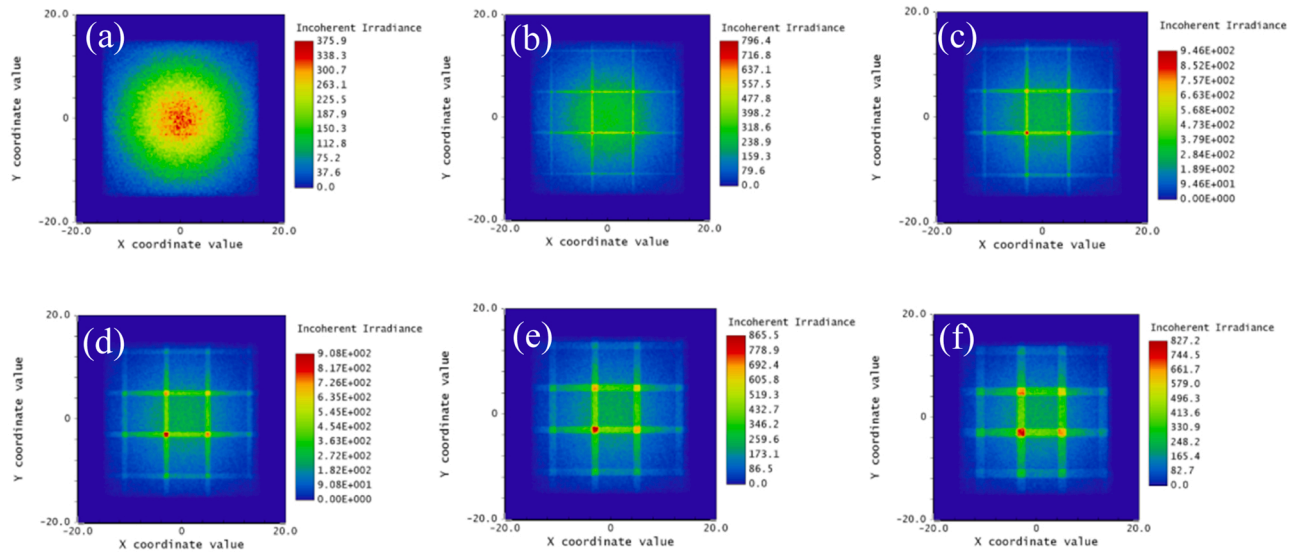 (a)
20.0
Incoherent Irradiance
375.9
338.3
300.7
263.1
225.5
187.9
150.3
112.8
75.2
37.6
0.0
Y coordinate value
0
-20.0
-20.0 0 20.0
X coordinate value
(b)
20.0
Incoherent Irradiance
796.4
716.8
637.1
557.5
477.8
398.2
318.6
238.9
159.3
79.6
0.0
Y coordinate value
0
-20.0
-20.0 0 20.0
X coordinate value
(c)
20.0
Incoherent Irradiance
9.46E+002
8.52E+002
7.57E+002
6.63E+002
5.68E+002
4.73E+002
3.79E+002
2.84E+002
1.89E+002
9.46E+001
0.00E+000
Y coordinate value
0
-20.0
-20.0 0 20.0
X coordinate value
(d)
20.0
Incoherent Irradiance
9.08E+002
8.17E+002
7.26E+002
6.35E+002
5.45E+002
4.54E+002
3.63E+002
2.72E+002
1.82E+002
9.08E+001
0.00E+000
Y coordinate value
0
-20.0
-20.0 0 20.0
X coordinate value
(e)
20.0
Incoherent Irradiance
865.5
778.9
692.4
605.8
519.3
432.7
346.2
259.6
173.1
86.5
0.0
Y coordinate value
0
-20.0
-20.0 0 20.0
X coordinate value
(f)
20.0
Incoherent Irradiance
827.2
744.5
661.7
579.0
496.3
413.6
330.9
248.2
165.4
82.7
0.0
Y coordinate value
0
-20.0
-20.0 0 20.0
X coordinate value